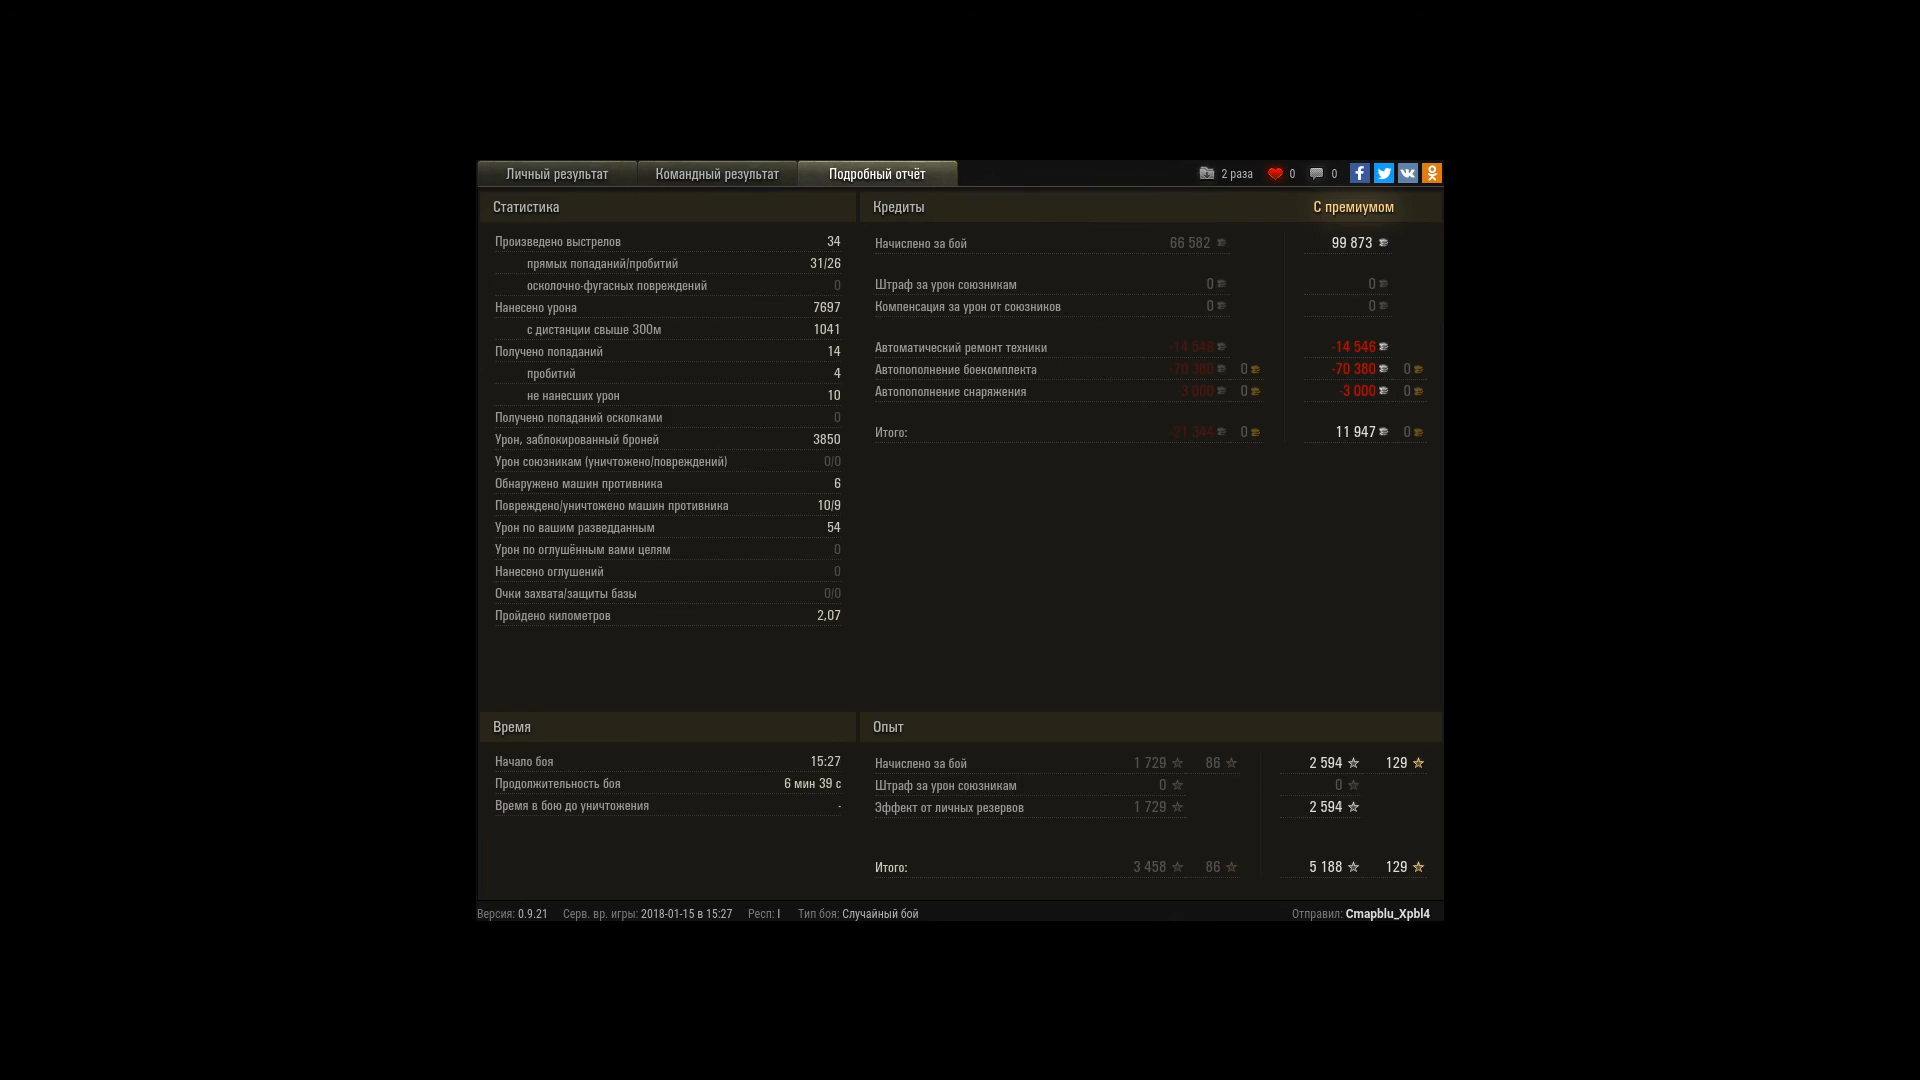 Личный результат Командный результат Подробный отчёт 2 раза 0 0
Статистика
Произведено выстрелов 34
прямых попаданий/пробитий 31/26
осколочно-фугасных повреждений 0
Нанесено урона 7697
с дистанции свыше 300м 1041
Получено попаданий 14
пробитий 4
не нанесших урон 10
Получено попаданий осколками 0
Урон, заблокированный броней 3850
Урон союзникам (уничтожено/повреждений) 0/0
Обнаружено машин противника 6
Повреждено/уничтожено машин противника 10/9
Урон по вашим разведданным 54
Урон по оглушённым вами целям 0
Нанесено оглушений 0
Очки захвата/защиты базы 0/0
Пройдено километров 2,07
Кредиты С премиумом
Начислено за бой 66 582 99 873
Штраф за урон союзникам 0 0
Компенсация за урон от союзников 0 0
Автоматический ремонт техники -14 546 -14 546
Автопополнение боекомплекта -70 380 0 -70 380 0
Автопополнение снаряжения -3 000 0 -3 000 0
Итого: -21 344 0 11 947 0
Время
Начало боя 15:27
Продолжительность боя 6 мин 39 с
Время в бою до уничтожения -
Опыт
Начислено за бой 1 729 86 2 594 129
Штраф за урон союзникам 0 0
Эффект от личных резервов 1 729 2 594
Итого: 3 458 86 5 188 129
Версия: 0.9.21 Серв. вр. игры: 2018-01-15 в 15:27 Респ: I Тип боя: Случайный бой Отправил: Cmapblu_Xpbl4